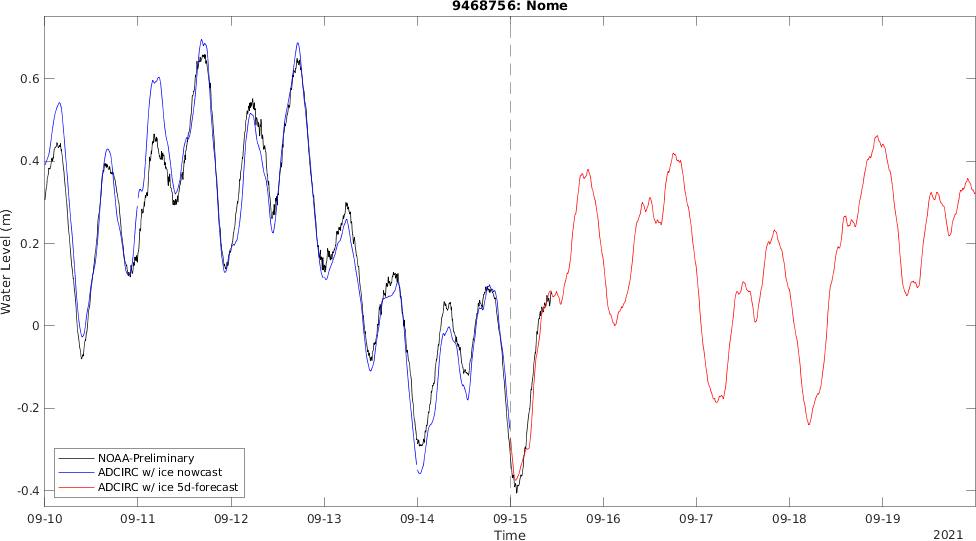 9468756: Nome
Water Level (m)
0.6
0.4
0.2
0
-0.2
-0.4
NOAA-Preliminary
ADCIRC w/ ice nowcast
ADCIRC w/ ice 5d-forecast
09-10 09-11 09-12 09-13 09-14 09-15 09-16 09-17 09-18 09-19
Time
2021